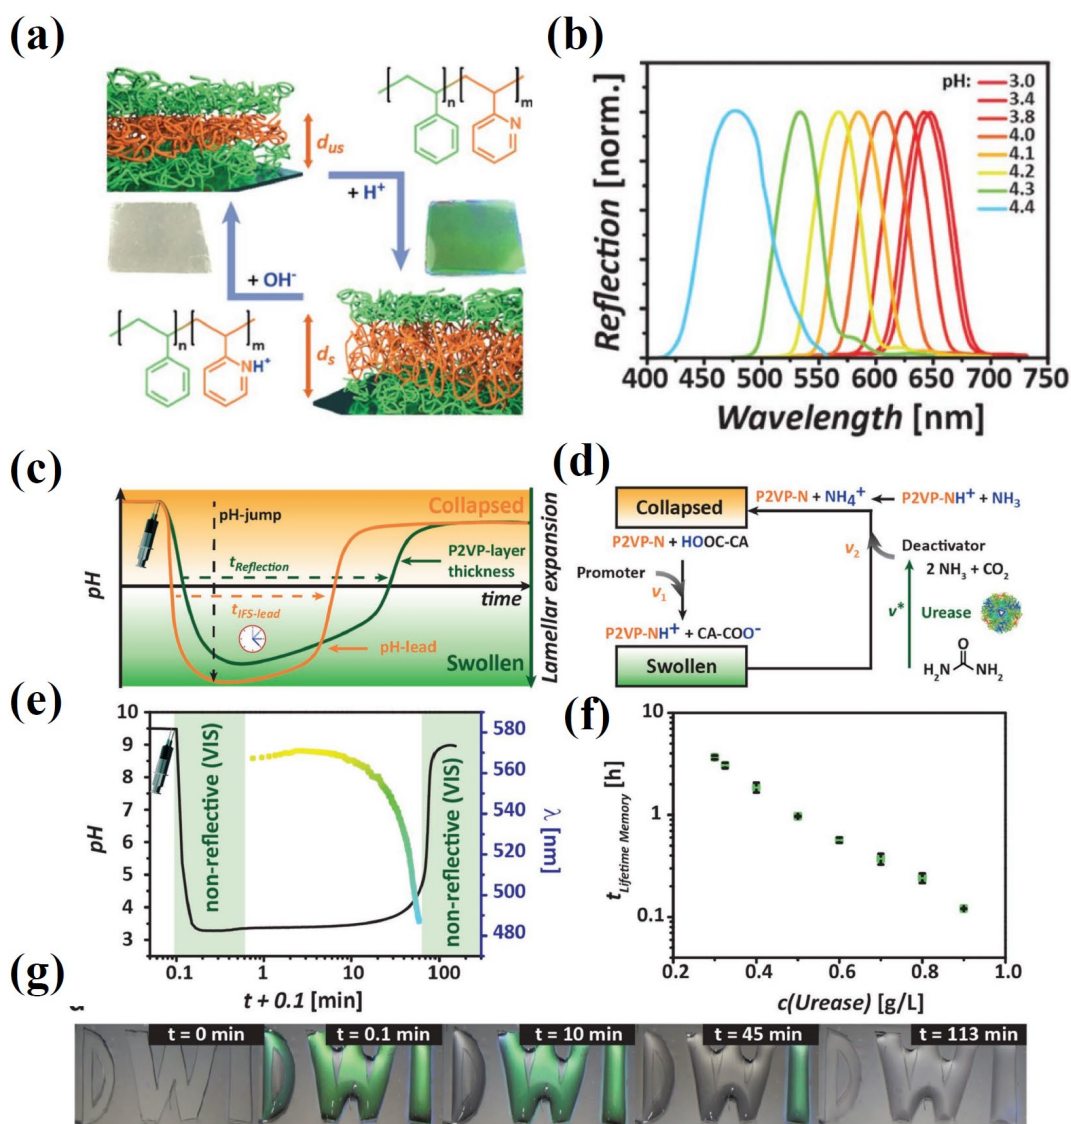 (a)
n
m
N
d_us
+ H⁺
+ OH⁻
n
m
NH⁺
d_s
(b)
Reflection [norm.]
pH:
3.0
3.4
3.8
4.0
4.1
4.2
4.3
4.4
400 450 500 550 600 650 700 750
Wavelength [nm]
(c)
Collapsed
pH-jump
P2VP-layer
thickness
t_Reflection
time
t_IFS-lead
pH-lead
Swollen
pH
Lamellar expansion
(d)
Collapsed
P2VP-N + NH₄⁺
P2VP-NH⁺ + NH₃
P2VP-N + HOOC-CA
Promoter
v₁
v₂
Deactivator
2 NH₃ + CO₂
v*
Urease
P2VP-NH⁺ + CA-COO⁻
Swollen
O
H₂N
NH₂
(e)
pH
10
9
8
7
6
5
4
3
non-reflective (VIS)
non-reflective (VIS)
580
560
540
520
500
480
λ [nm]
0.1 1 10 100
t + 0.1 [min]
(f)
t_Lifetime Memory [h]
10
1
0.1
0.2 0.4 0.6 0.8 1.0
c(Urease) [g/L]
(g)
t = 0 min
t = 0.1 min
t = 10 min
t = 45 min
t = 113 min
D W I
D W I
D W I
D W I
D W I